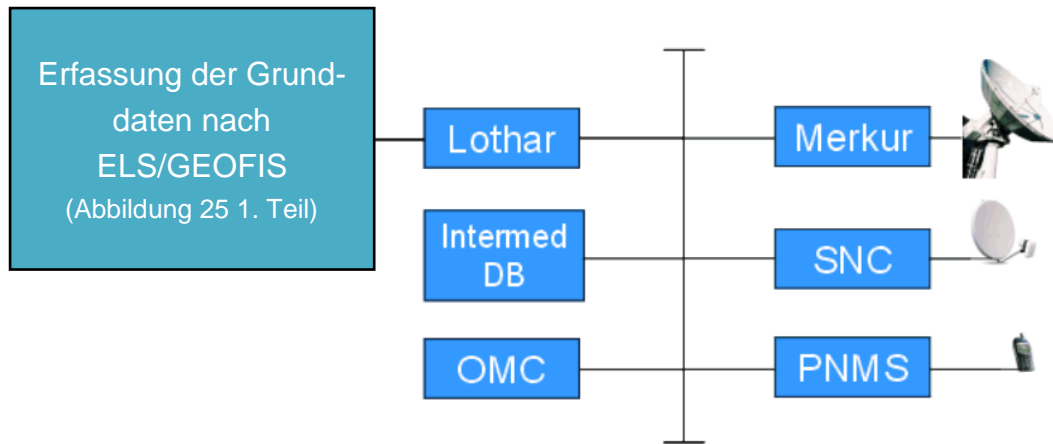 Erfassung der Grund-
daten nach
ELS/GEOFIS
(Abbildung 25 1. Teil)
Lothar
Merkur
Intermed
DB
SNC
OMC
PNMS